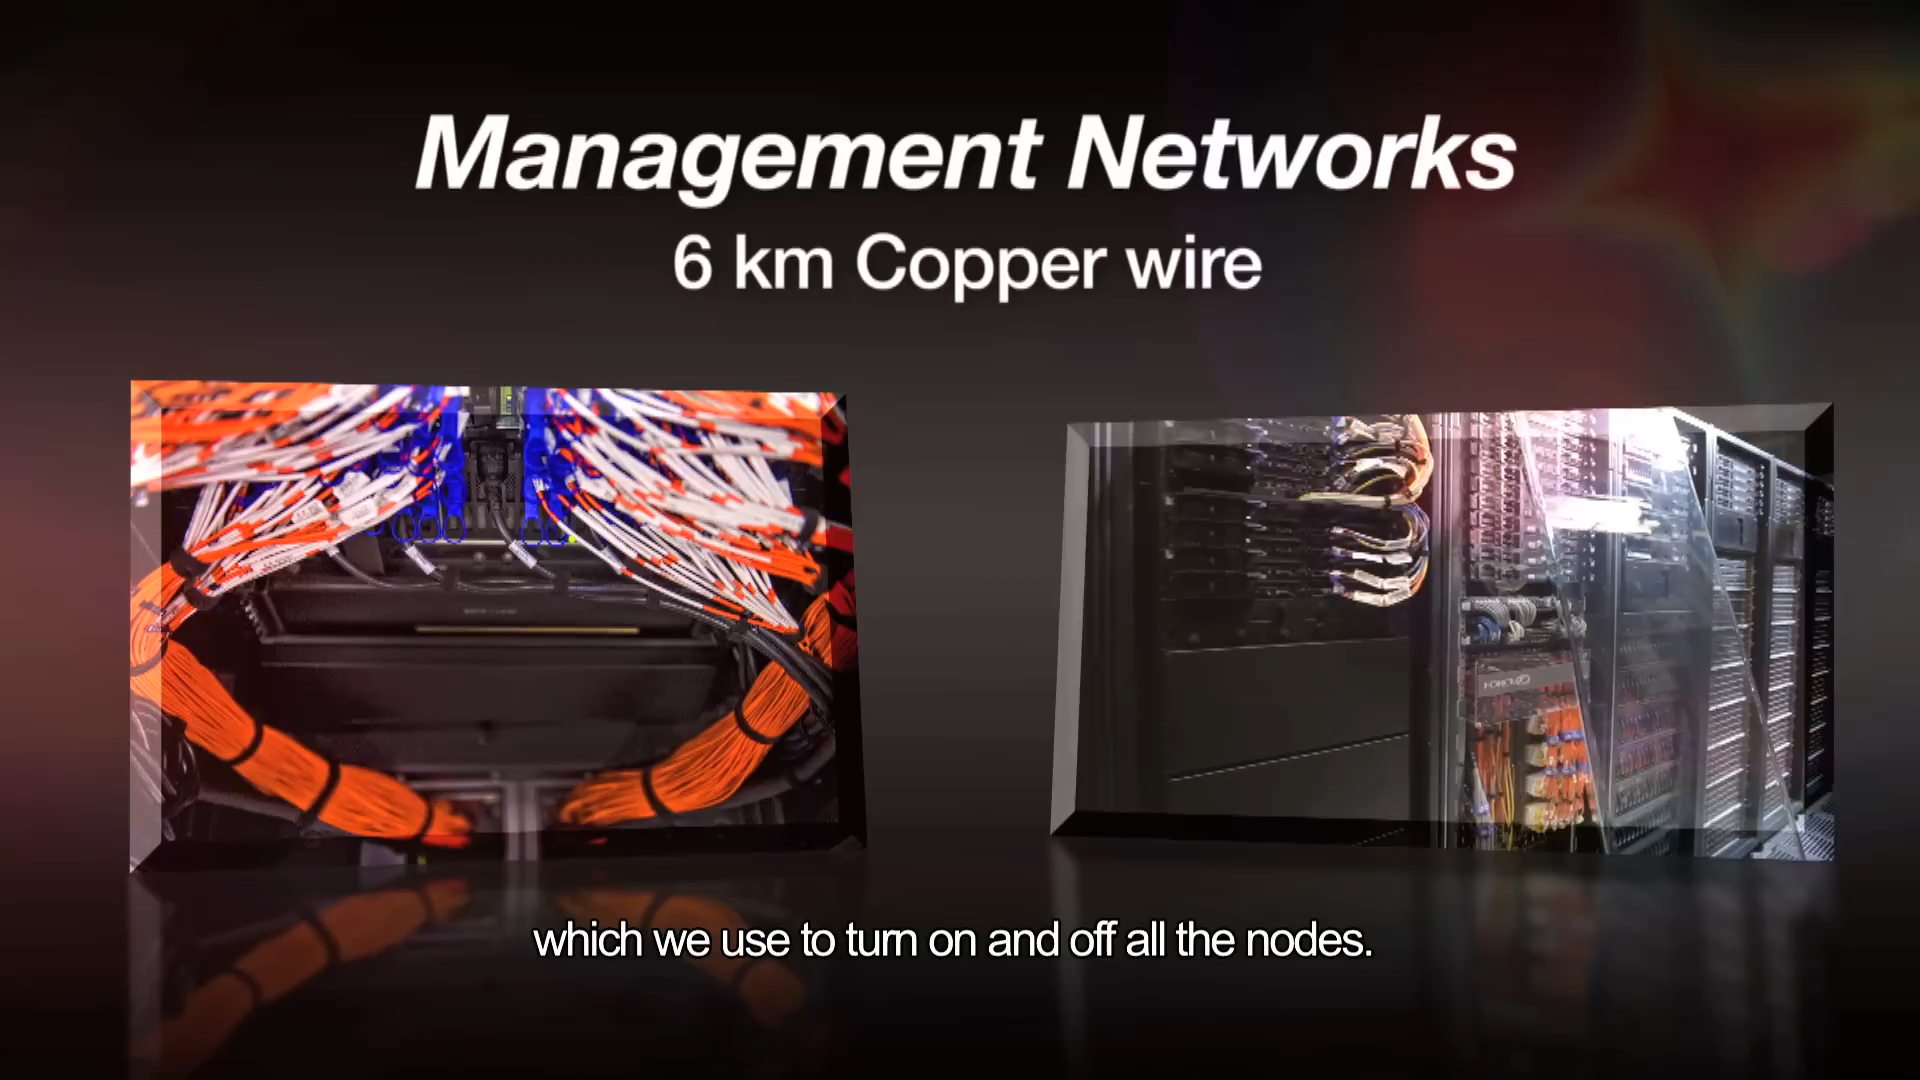 Management Networks
6 km Copper wire
which we use to turn on and off all the nodes.